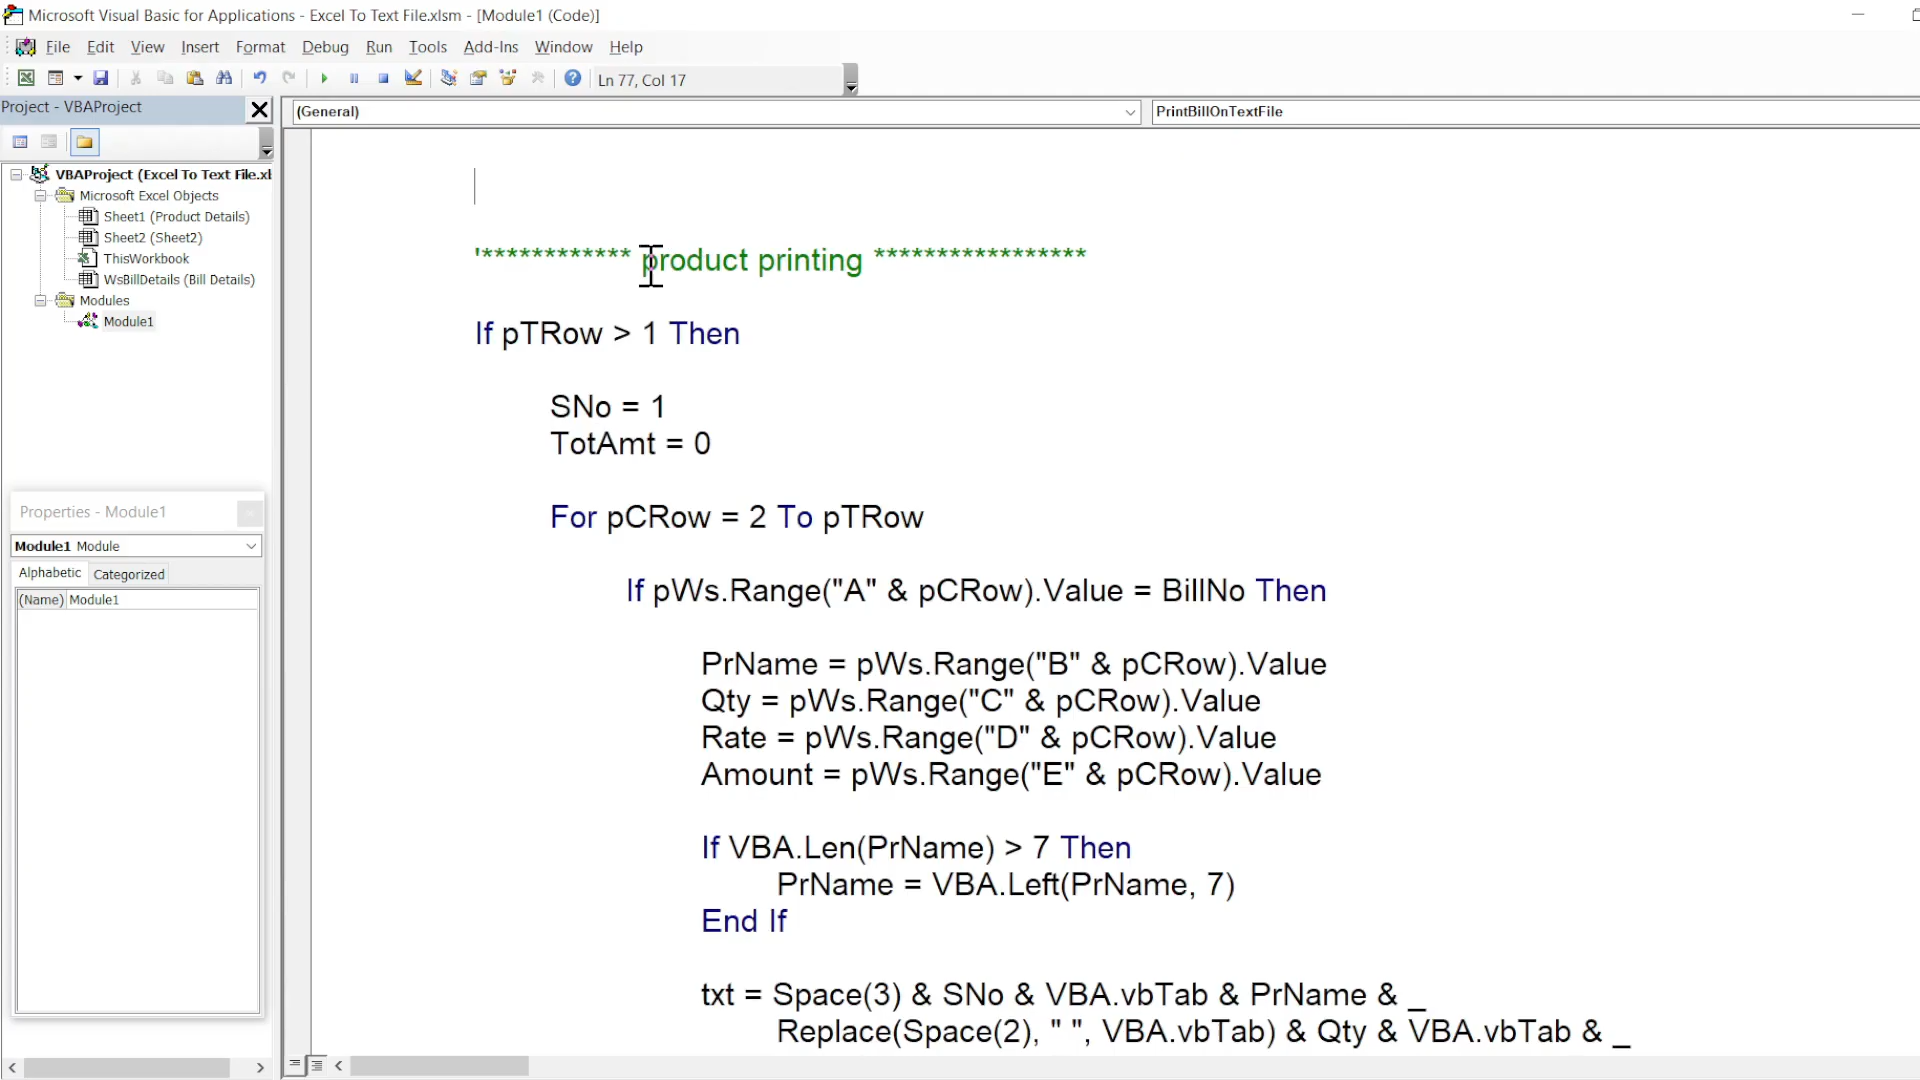 Microsoft Visual Basic for Applications - Excel To Text File.xlsm - [Module1 (Code)]
File Edit View Insert Format Debug Run Tools Add-Ins Window Help
Ln 77, Col 17
Project - VBAProject
(General)
PrintBillOnTextFile
VBAProject (Excel To Text File.xl
Microsoft Excel Objects
Sheet1 (Product Details)
Sheet2 (Sheet2)
ThisWorkbook
WsBillDetails (Bill Details)
Modules
Module1
Properties - Module1
Module1 Module
Alphabetic Categorized
(Name) Module1
'************ product printing *****************
If pTRow > 1 Then
SNo = 1
TotAmt = 0
For pCRow = 2 To pTRow
If pWs.Range("A" & pCRow).Value = BillNo Then
PrName = pWs.Range("B" & pCRow).Value
Qty = pWs.Range("C" & pCRow).Value
Rate = pWs.Range("D" & pCRow).Value
Amount = pWs.Range("E" & pCRow).Value
If VBA.Len(PrName) > 7 Then
PrName = VBA.Left(PrName, 7)
End If
txt = Space(3) & SNo & VBA.vbTab & PrName & _
Replace(Space(2), " ", VBA.vbTab) & Qty & VBA.vbTab & _